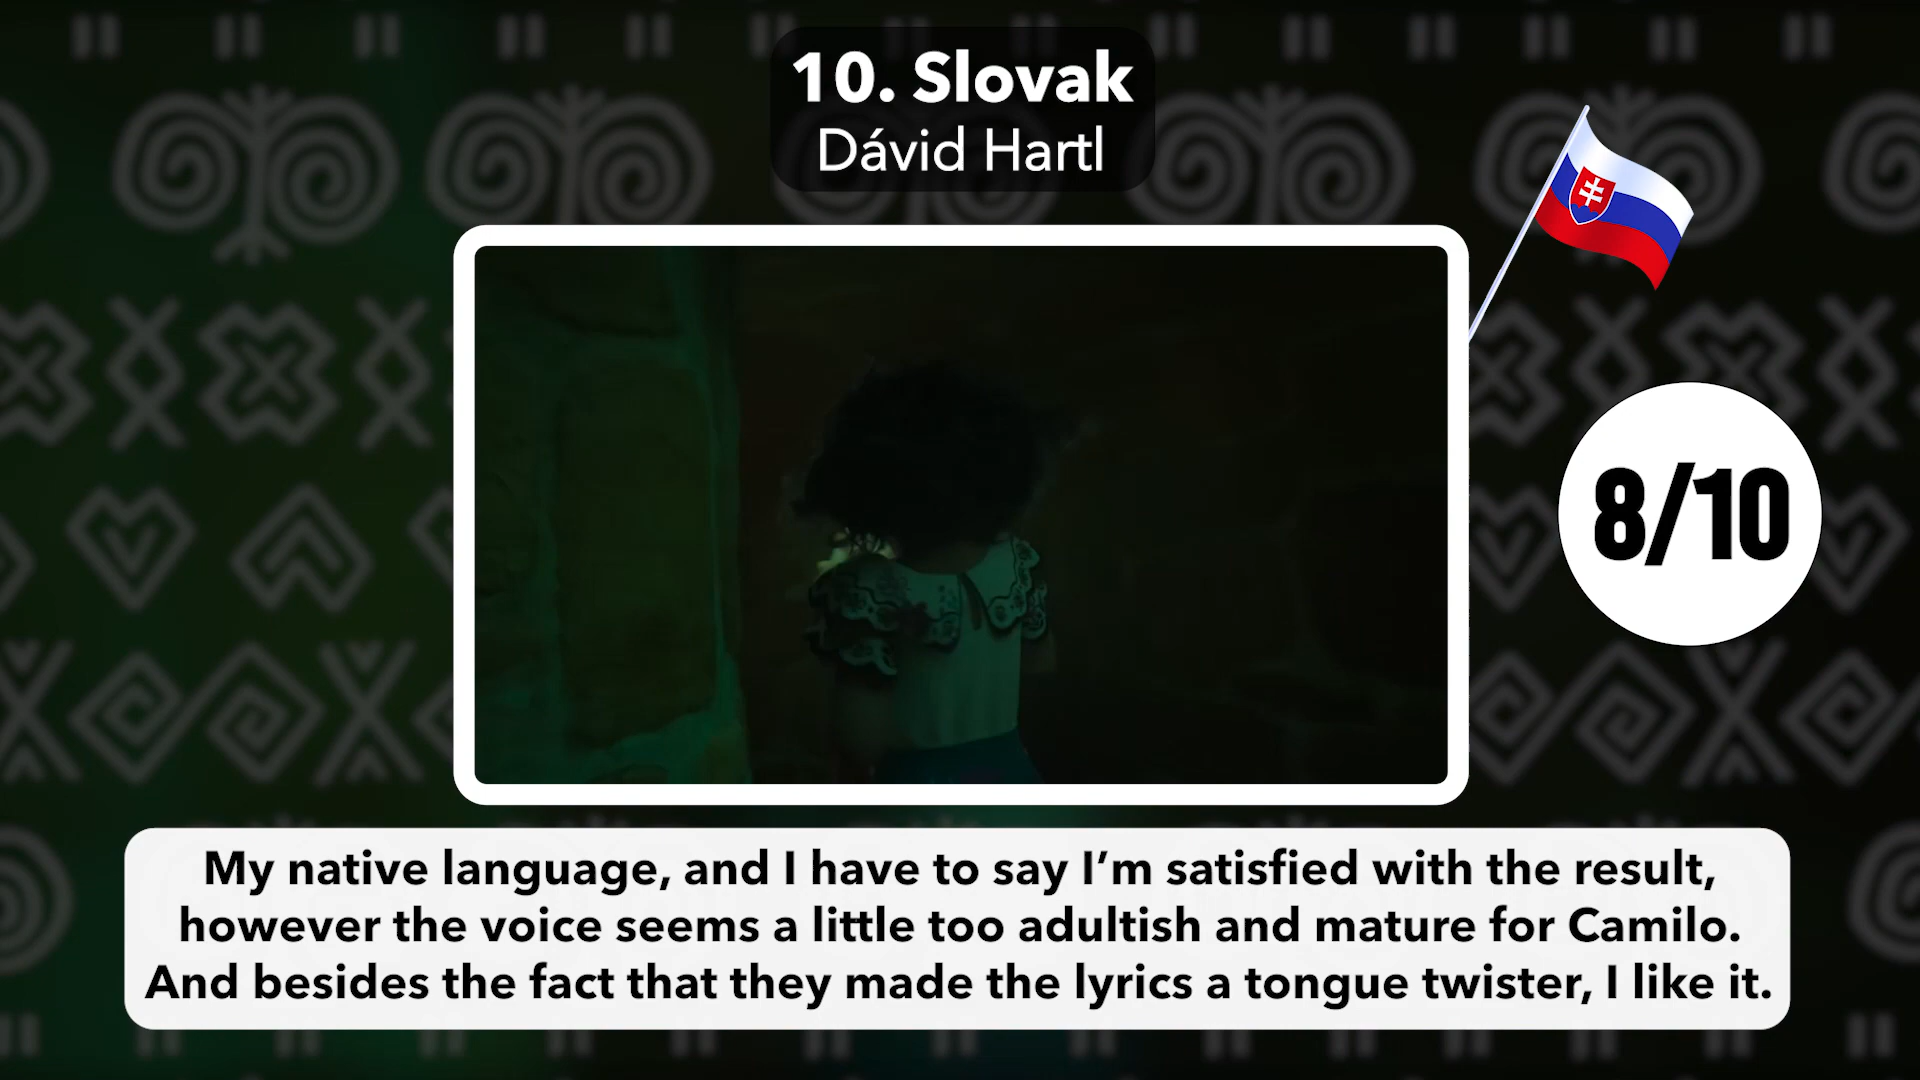 10. Slovak
Dávid Hartl
8/10
My native language, and I have to say I’m satisfied with the result,
however the voice seems a little too adultish and mature for Camilo.
And besides the fact that they made the lyrics a tongue twister, I like it.